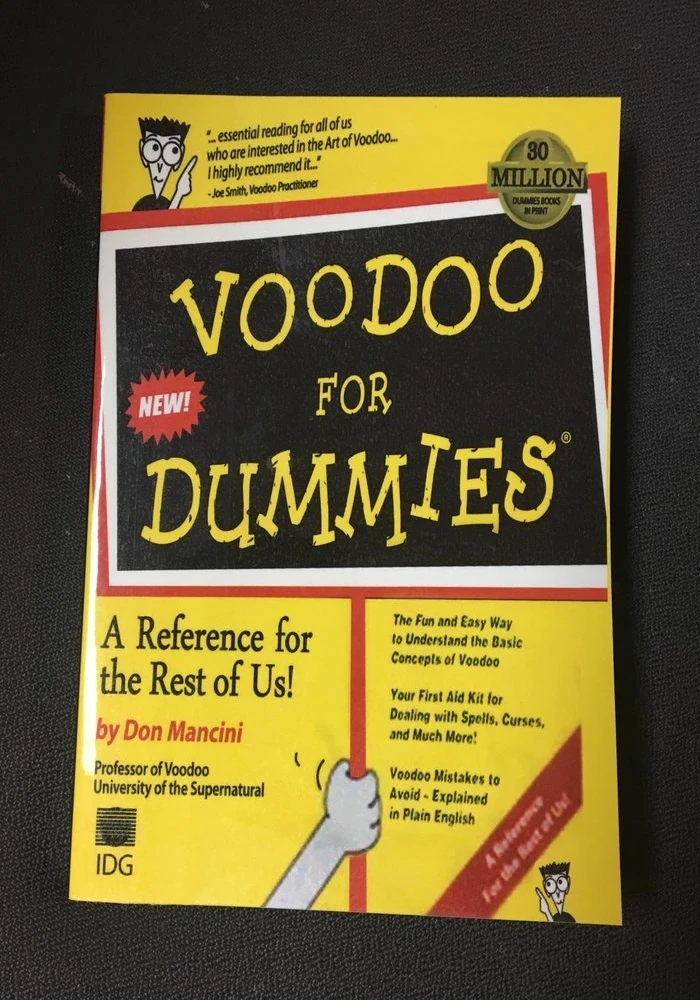 "... essential reading for all of us
who are interested in the Art of Voodoo...
I highly recommend it..."
- Joe Smith, Voodoo Practitioner
30
MILLION
DUMMIES BOOKS
IN PRINT
VOODOO
FOR
DUMMIES®
NEW!
A Reference for
the Rest of Us!
by Don Mancini
Professor of Voodoo
University of the Supernatural
IDG
The Fun and Easy Way
to Understand the Basic
Concepts of Voodoo
Your First Aid Kit for
Dealing with Spells, Curses,
and Much More!
Voodoo Mistakes to
Avoid - Explained
in Plain English
A Reference
For the Rest of Us!